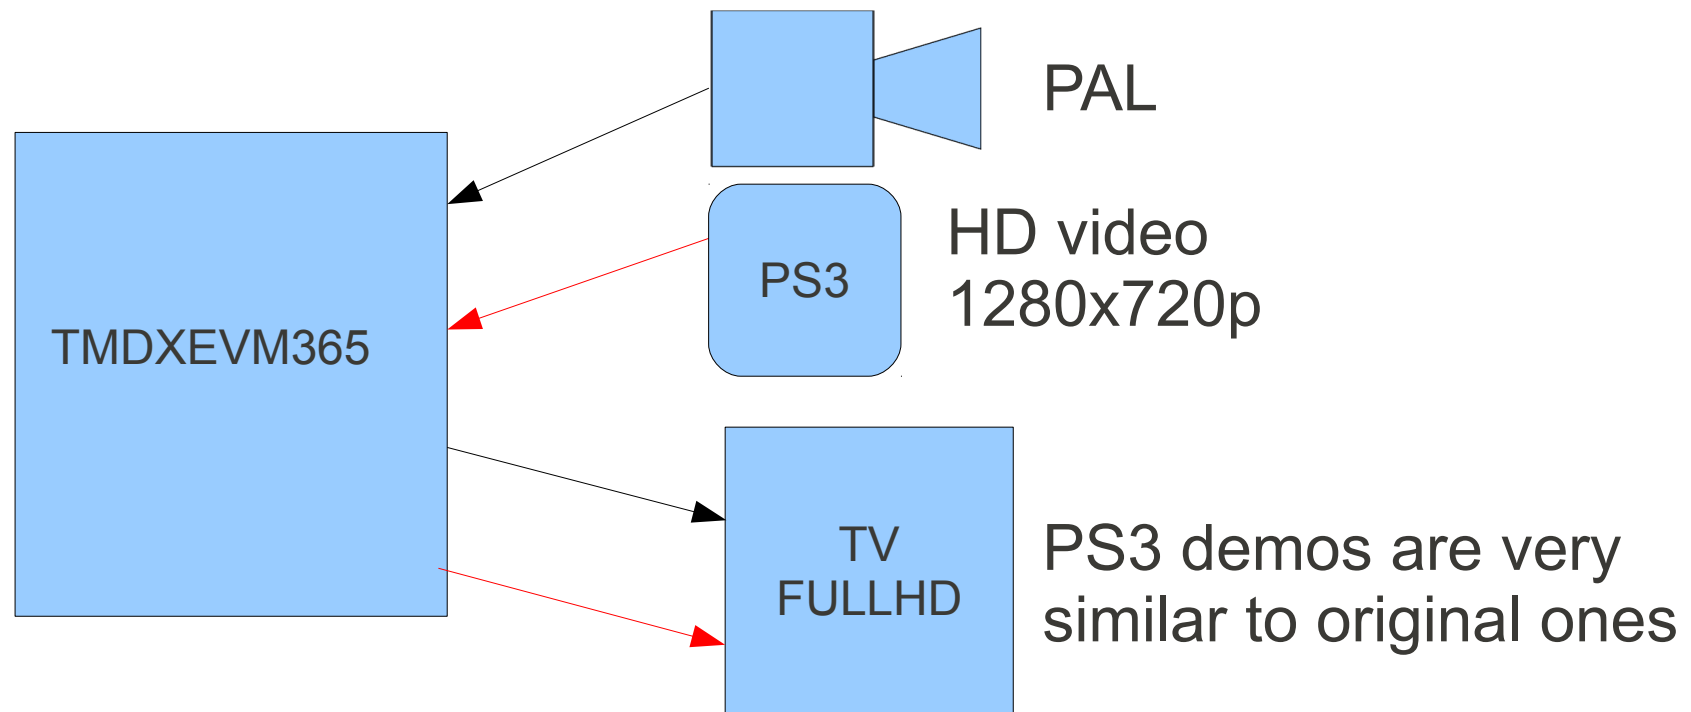 PAL
HD video
1280x720p
PS3
TMDXEVM365
TV
FULLHD
PS3 demos are very
similar to original ones